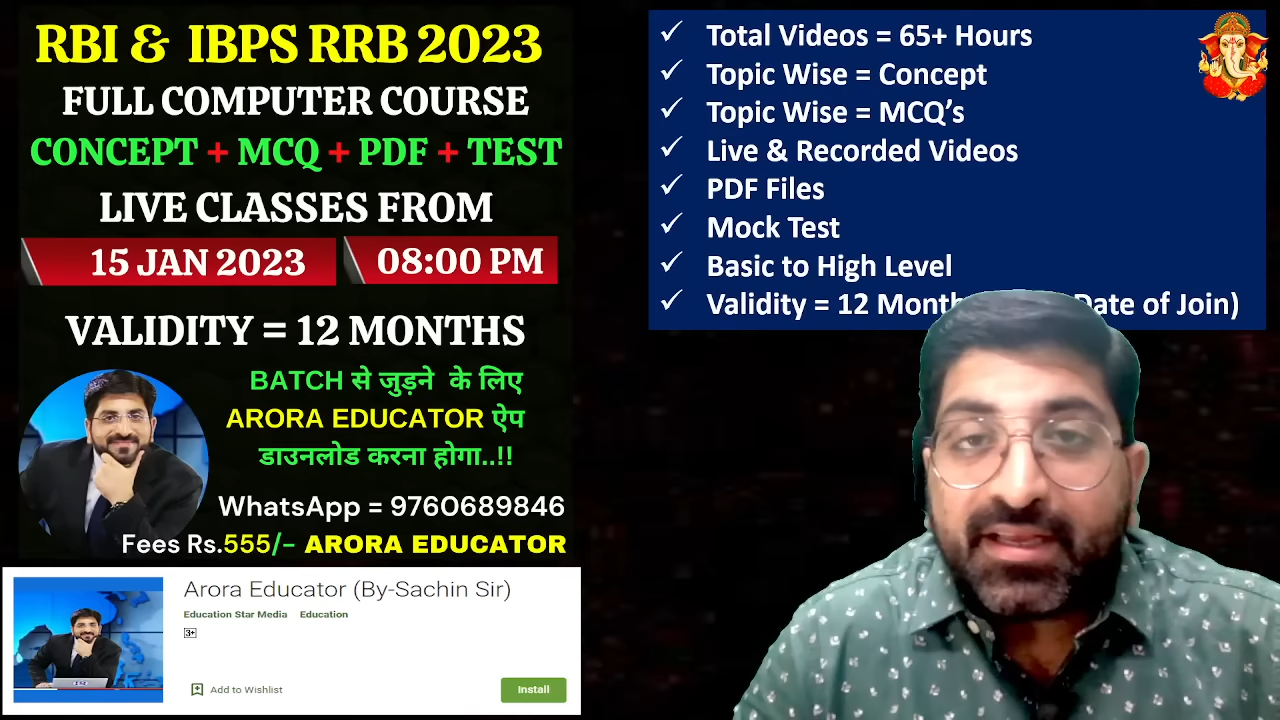 RBI & IBPS RRB 2023
FULL COMPUTER COURSE
CONCEPT + MCQ + PDF + TEST
LIVE CLASSES FROM
15 JAN 2023
08:00 PM
VALIDITY = 12 MONTHS
BATCH से जुड़ने के लिए
ARORA EDUCATOR ऐप
डाउनलोड करना होगा..!!
WhatsApp = 9760689846
Fees Rs.555/- ARORA EDUCATOR
Arora Educator (By-Sachin Sir)
Education Star Media Education
3+
Add to Wishlist
Install
✓ Total Videos = 65+ Hours
✓ Topic Wise = Concept
✓ Topic Wise = MCQ's
✓ Live & Recorded Videos
✓ PDF Files
✓ Mock Test
✓ Basic to High Level
✓ Validity = 12 Month Date of Join)